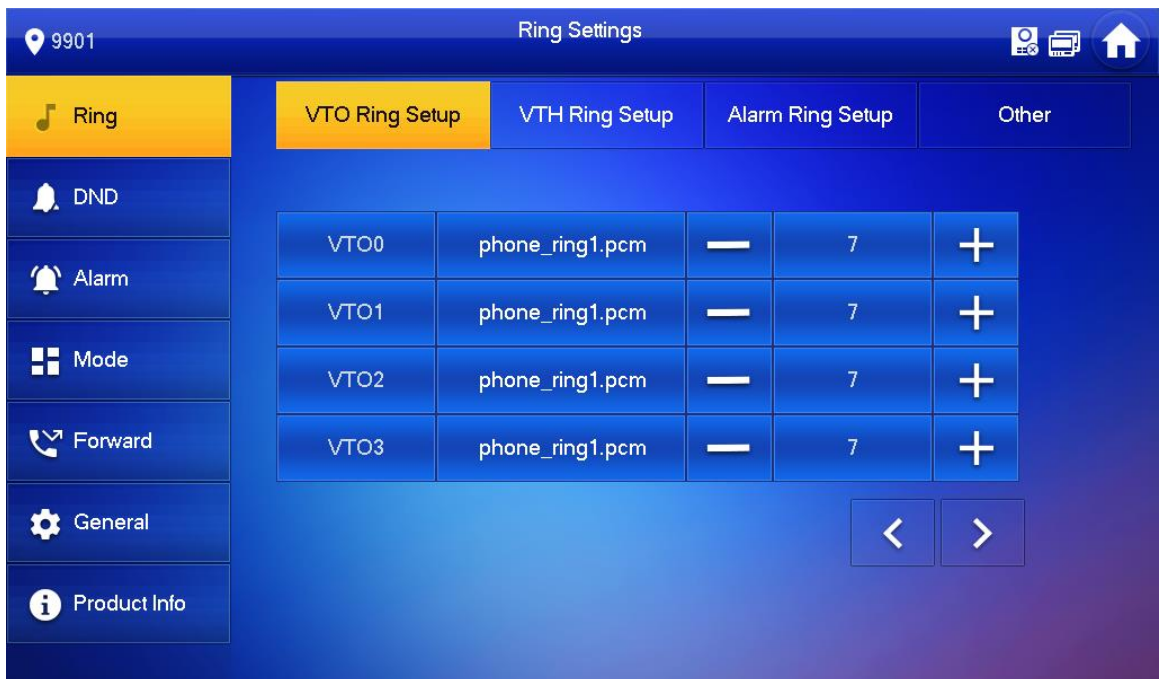 9901
Ring Settings
Ring
DND
Alarm
Mode
Forward
General
Product Info
VTO Ring Setup
VTH Ring Setup
Alarm Ring Setup
Other
VTO0 phone_ring1.pcm 7
VTO1 phone_ring1.pcm 7
VTO2 phone_ring1.pcm 7
VTO3 phone_ring1.pcm 7